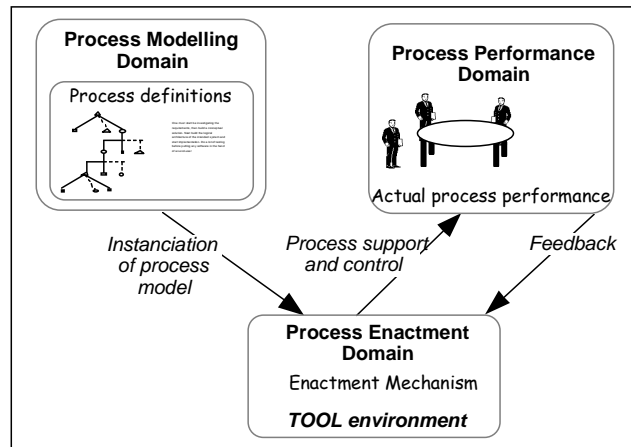 Process Modelling
Domain
Process definitions
Process Performance
Domain
Actual process performance
Instanciation
of process
model
Process support
and control
Feedback
Process Enactment
Domain
Enactment Mechanism
TOOL environment